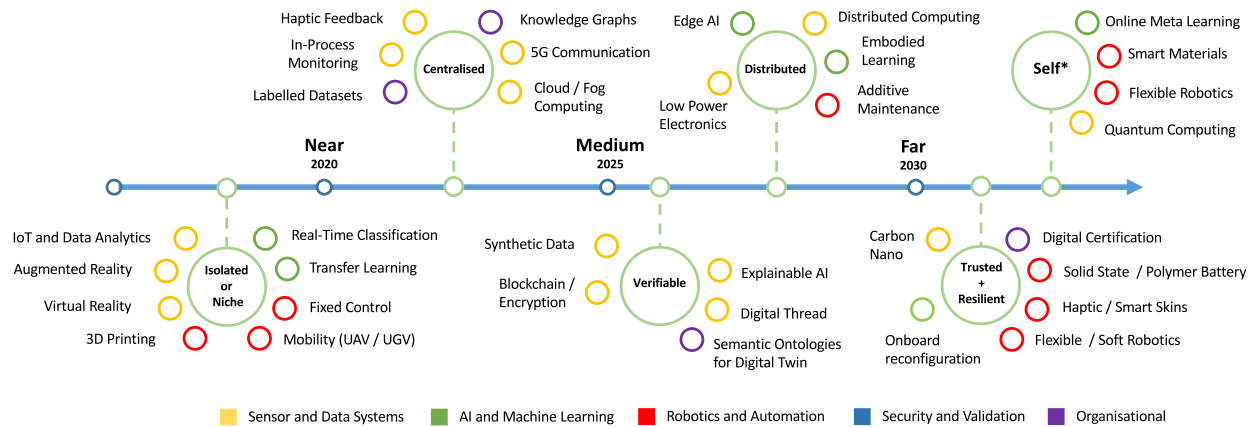 Haptic Feedback
In-Process
Monitoring
Labelled Datasets
Centralised
Knowledge Graphs
5G Communication
Cloud / Fog
Computing
Edge AI
Low Power
Electronics
Distributed
Distributed Computing
Embodied
Learning
Additive
Maintenance
Self*
Online Meta Learning
Smart Materials
Flexible Robotics
Quantum Computing
Near
2020
Medium
2025
Far
2030
IoT and Data Analytics
Augmented Reality
Virtual Reality
3D Printing
Isolated
or
Niche
Real-Time Classification
Transfer Learning
Fixed Control
Mobility (UAV / UGV)
Synthetic Data
Blockchain /
Encryption
Verifiable
Explainable AI
Digital Thread
Semantic Ontologies
for Digital Twin
Carbon
Nano
Onboard
reconfiguration
Trusted
+
Resilient
Digital Certification
Solid State / Polymer Battery
Haptic / Smart Skins
Flexible / Soft Robotics
Sensor and Data Systems
AI and Machine Learning
Robotics and Automation
Security and Validation
Organisational